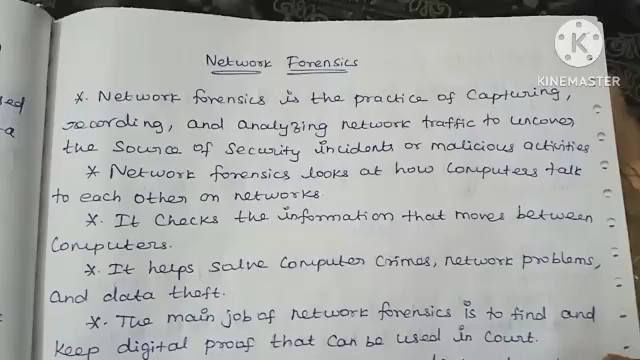 Network Forensics
*. Network forensics is the practice of capturing,
recording, and analyzing network traffic to uncover
the source of security incidents or malicious activities
* Network forensics looks at how computers talk
to each other on networks.
*. It checks the information that moves between
computers.
*. It helps solve computer crimes, network problems,
and data theft.
*. The main job of network forensics is to find and
keep digital proof that can be used in court.
K
KINEMASTER